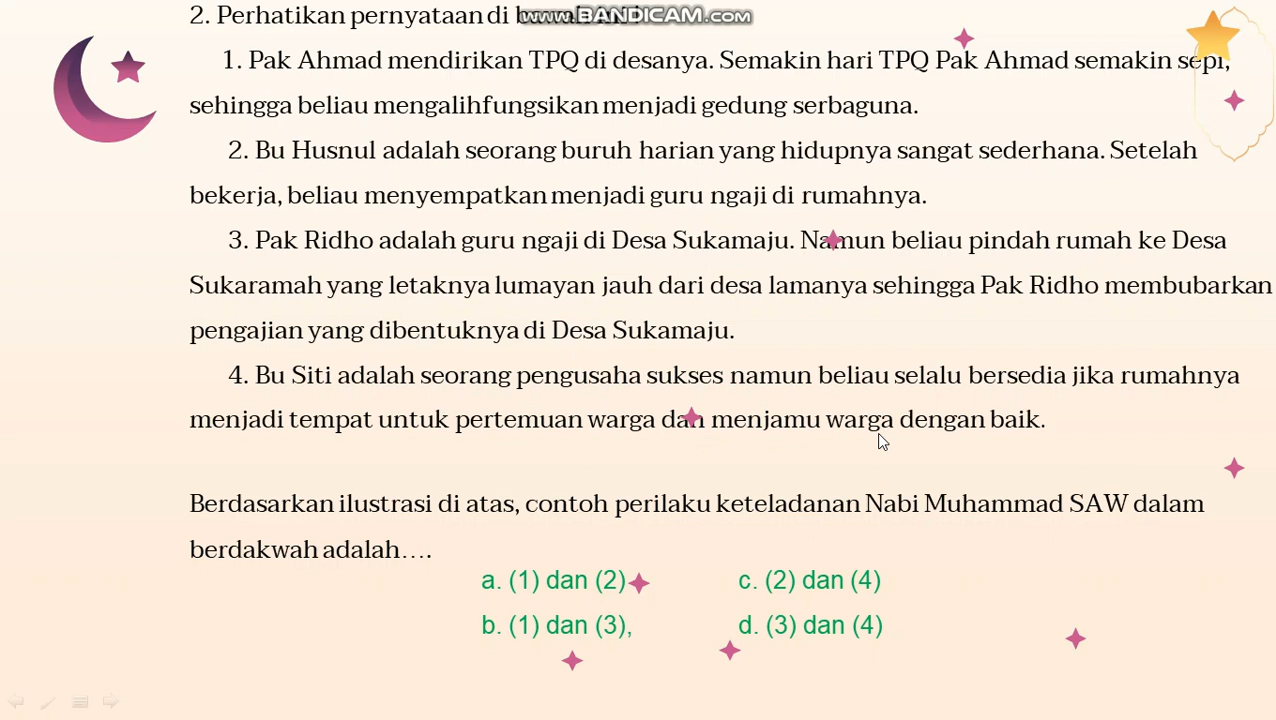 www.BANDICAM.com
2. Perhatikan pernyataan di
1. Pak Ahmad mendirikan TPQ di desanya. Semakin hari TPQ Pak Ahmad semakin sepi,
sehingga beliau mengalihfungsikan menjadi gedung serbaguna.
2. Bu Husnul adalah seorang buruh harian yang hidupnya sangat sederhana. Setelah
bekerja, beliau menyempatkan menjadi guru ngaji di rumahnya.
3. Pak Ridho adalah guru ngaji di Desa Sukamaju. Namun beliau pindah rumah ke Desa
Sukaramah yang letaknya lumayan jauh dari desa lamanya sehingga Pak Ridho membubarkan
pengajian yang dibentuknya di Desa Sukamaju.
4. Bu Siti adalah seorang pengusaha sukses namun beliau selalu bersedia jika rumahnya
menjadi tempat untuk pertemuan warga dan menjamu warga dengan baik.
Berdasarkan ilustrasi di atas, contoh perilaku keteladanan Nabi Muhammad SAW dalam
berdakwah adalah….
a. (1) dan (2) c. (2) dan (4)
b. (1) dan (3), d. (3) dan (4)